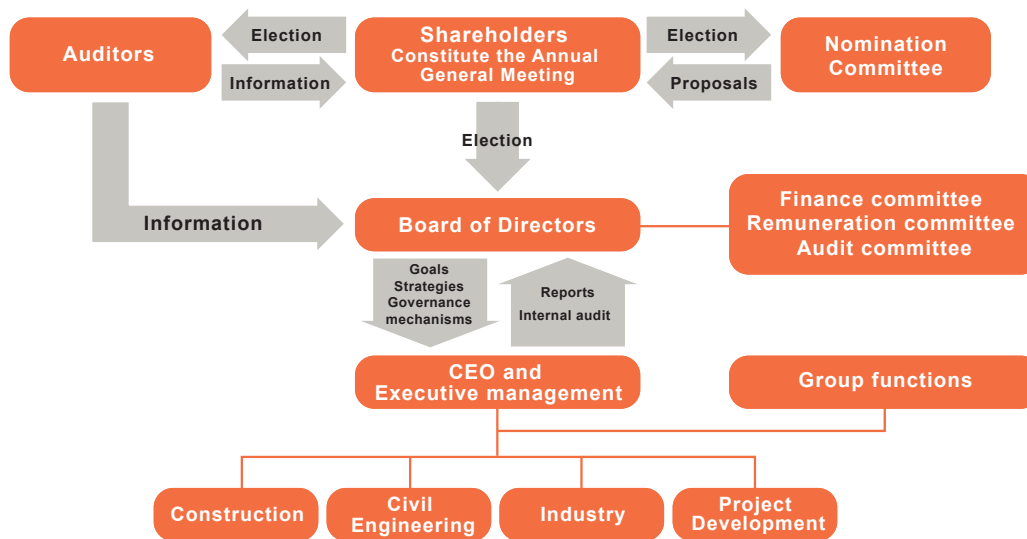 Auditors
Election
Information
Shareholders
Constitute the Annual
General Meeting
Election
Proposals
Nomination
Committee
Election
Information
Board of Directors
Finance committee
Remuneration committee
Audit committee
Goals
Strategies
Governance
mechanisms
Reports
Internal audit
CEO and
Executive management
Group functions
Construction
Civil
Engineering
Industry
Project
Development